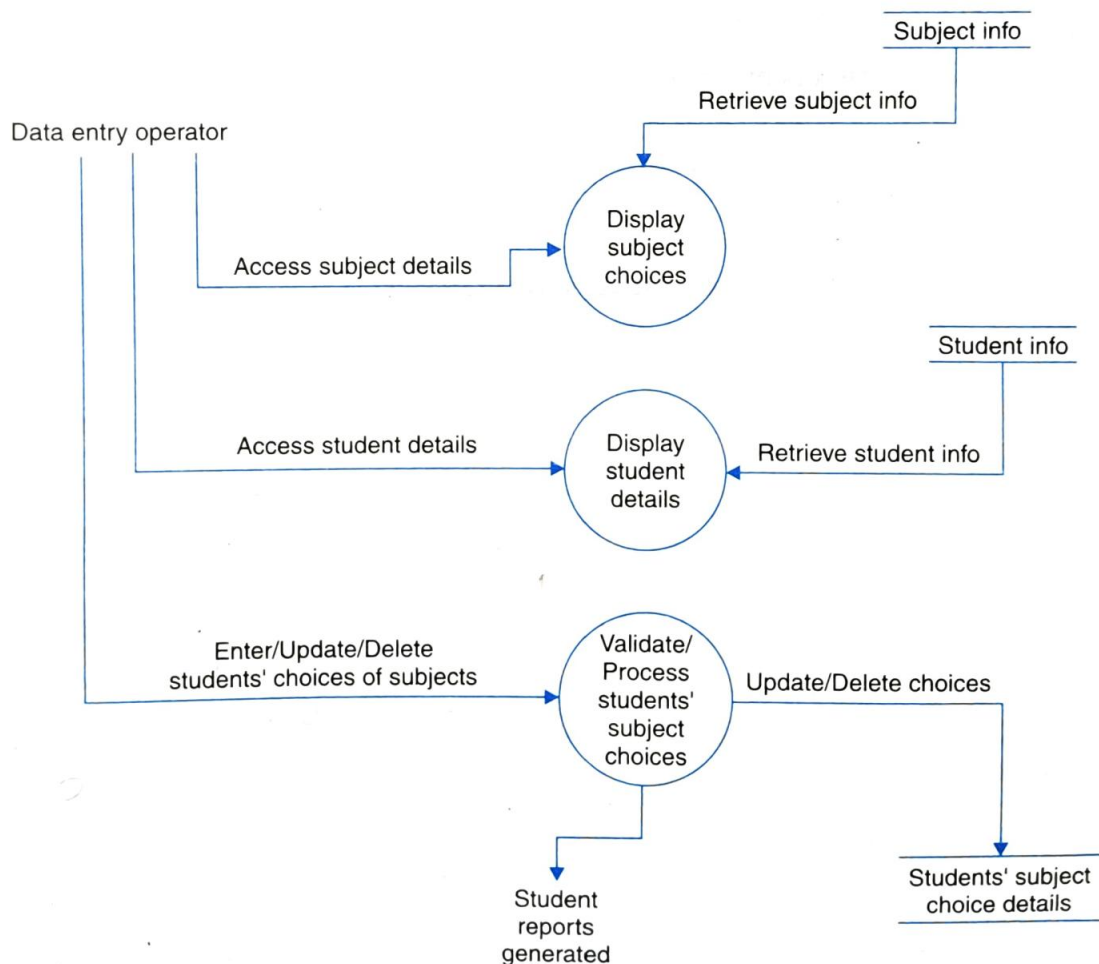 Subject info
Retrieve subject info
Data entry operator
Display
subject
choices
Access subject details
Student info
Access student details
Display
student
details
Retrieve student info
Enter/Update/Delete
students' choices of subjects
Validate/
Process
students'
subject
choices
Update/Delete choices
Students' subject
choice details
Student
reports
generated